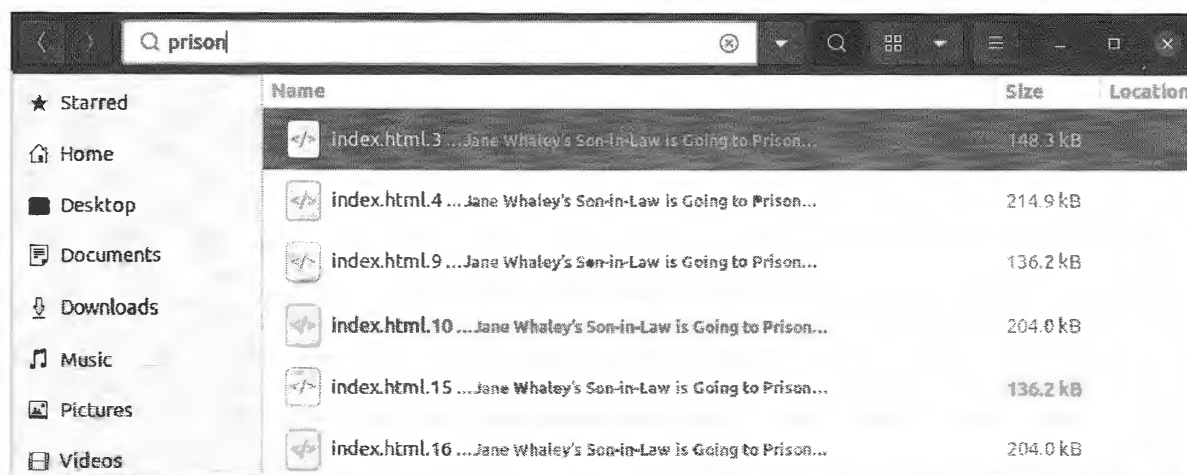 prison
Starred
Home
Desktop
Documents
Downloads
Music
Pictures
Videos
Name Size Location
index.html.3 ...Jane Whaley's Son-in-Law is Going to Prison... 148.3 kB
index.html.4 ...Jane Whaley's Son-in-Law is Going to Prison... 214.9 kB
index.html.9 ...Jane Whaley's Son-in-Law is Going to Prison... 136.2 kB
index.html.10 ...Jane Whaley's Son-in-Law is Going to Prison... 204.0 kB
index.html.15 ...Jane Whaley's Son-in-Law is Going to Prison... 136.2 kB
index.html.16 ...Jane Whaley's Son-in-Law is Going to Prison... 204.0 kB